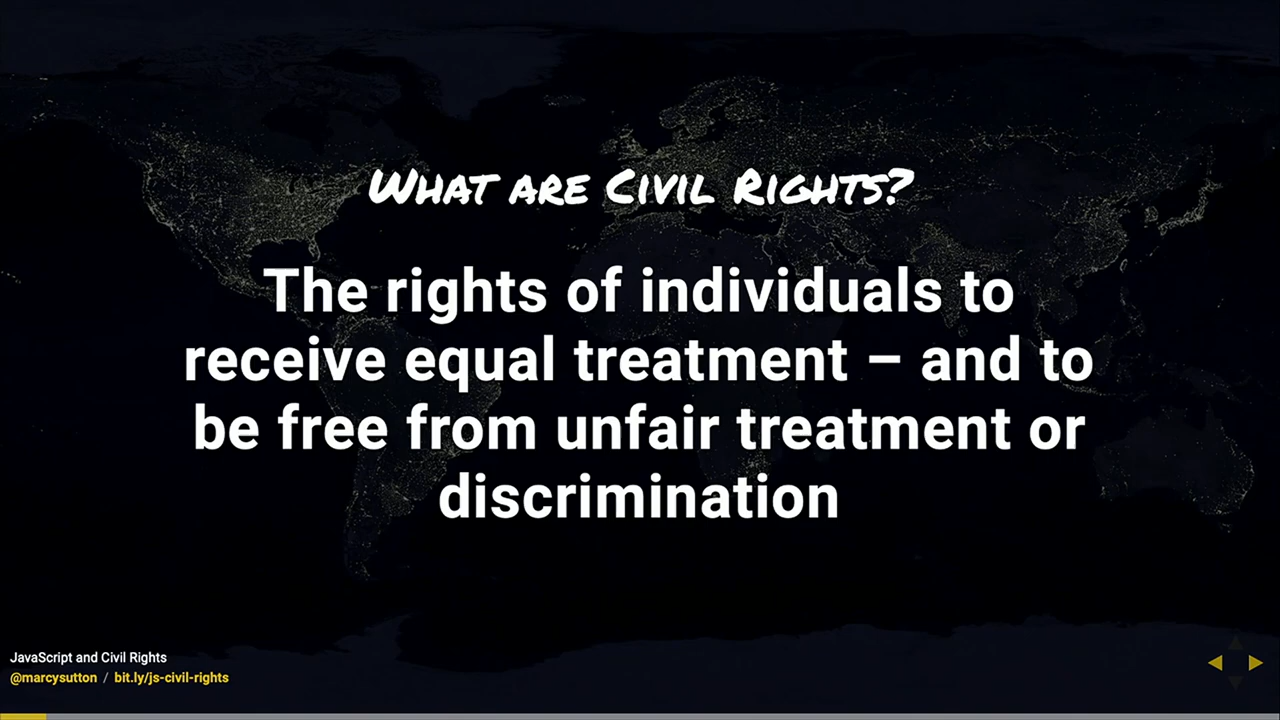 What are Civil Rights?
The rights of individuals to
receive equal treatment – and to
be free from unfair treatment or
discrimination
JavaScript and Civil Rights
@marcysutton / bit.ly/js-civil-rights